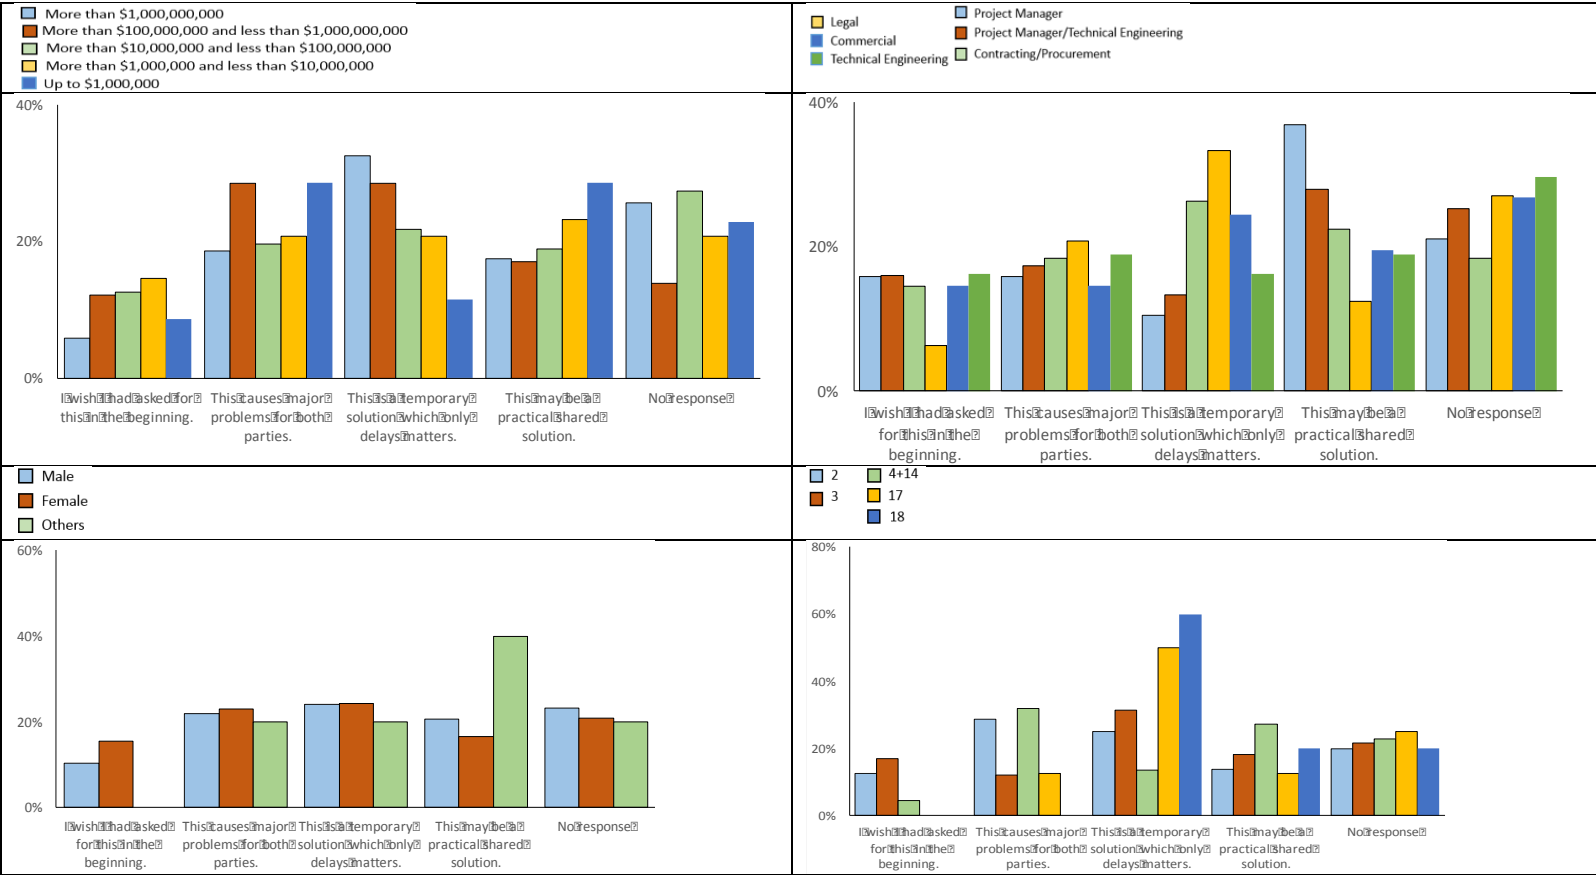 More than $1,000,000,000
More than $100,000,000 and less than $1,000,000,000
More than $10,000,000 and less than $100,000,000
More than $1,000,000 and less than $10,000,000
Up to $1,000,000
Legal
Commercial
Technical Engineering
Project Manager
Project Manager/Technical Engineering
Contracting/Procurement
40%
20%
0%
I wish I had asked for
this in the beginning.
This causes major
problems for both
parties.
This is a temporary
solution which only
delays matters.
This may be a
practical shared
solution.
No response
40%
20%
0%
I wish I had asked
for this in the
beginning.
This causes major
problems for both
parties.
This is a temporary
solution which only
delays matters.
This may be a
practical shared
solution.
No response
Male
Female
Others
2
3
4+14
17
18
60%
40%
20%
0%
I wish I had asked
for this in the
beginning.
This causes major
problems for both
parties.
This is a temporary
solution which only
delays matters.
This may be a
practical shared
solution.
No response
80%
60%
40%
20%
0%
I wish I had asked
for this in the
beginning.
This causes major
problems for both
parties.
This is a temporary
solution which only
delays matters.
This may be a
practical shared
solution.
No response